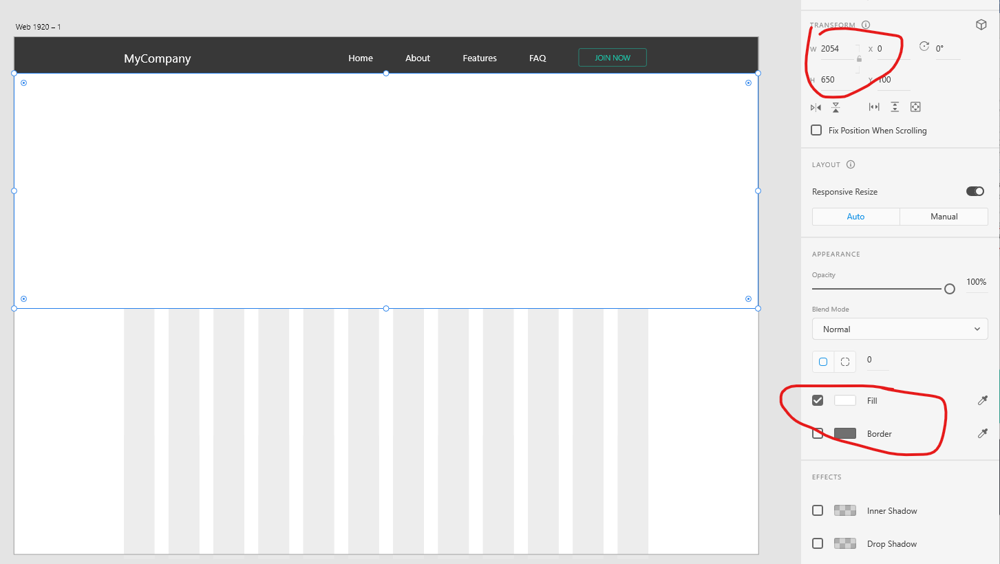 Web 1920 – 1
MyCompany Home About Features FAQ JOIN NOW
TRANSFORM
W 2054 X 0 0°
H 650 Y 100
Fix Position When Scrolling
LAYOUT
Responsive Resize
Auto Manual
APPEARANCE
Opacity
100%
Blend Mode
Normal
0
Fill
Border
EFFECTS
Inner Shadow
Drop Shadow